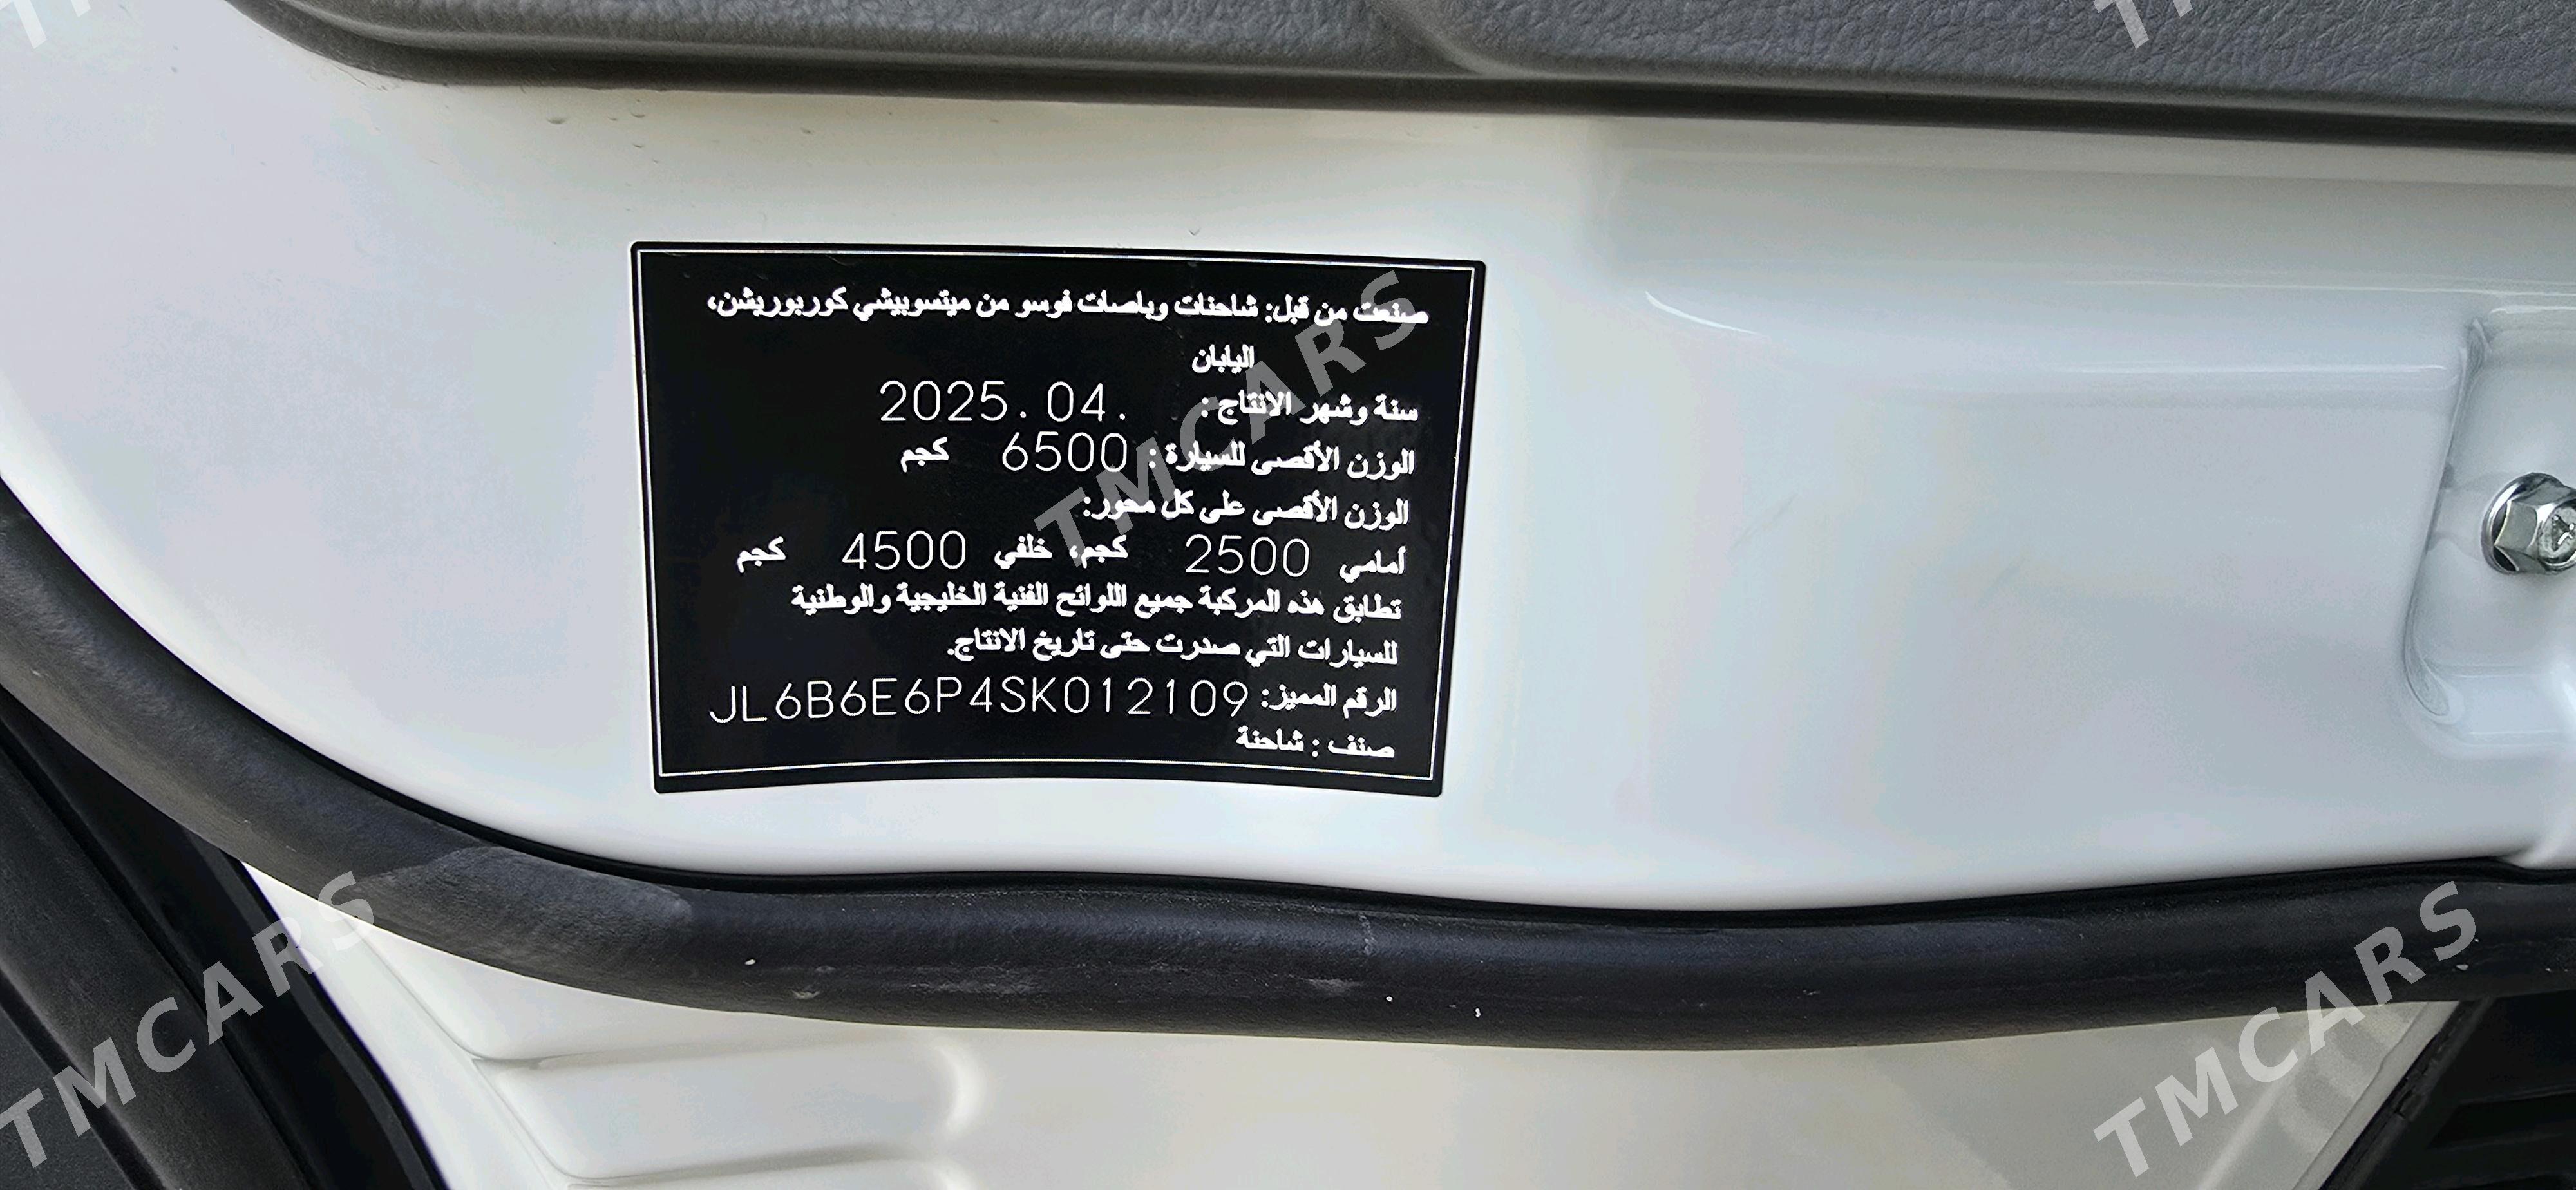 صنعت من قبل: شاحنات وباصات فوسو من ميتسوبيشي كوربوريشن،
اليابان
سنة وشهر الانتاج : 2025.04.
الوزن الأقصى للسيارة : 6500 كجم
الوزن الأقصى على كل محور:
أمامي 2500 كجم، خلفي 4500 كجم
تطابق هذه المركبة جميع اللوائح الفنية الخليجية والوطنية
للسيارات التي صدرت حتى تاريخ الانتاج.
الرقم المميز: JL6B6E6P4SK012109
صنف : شاحنة
TMCARS
TMCARS
TMCARS